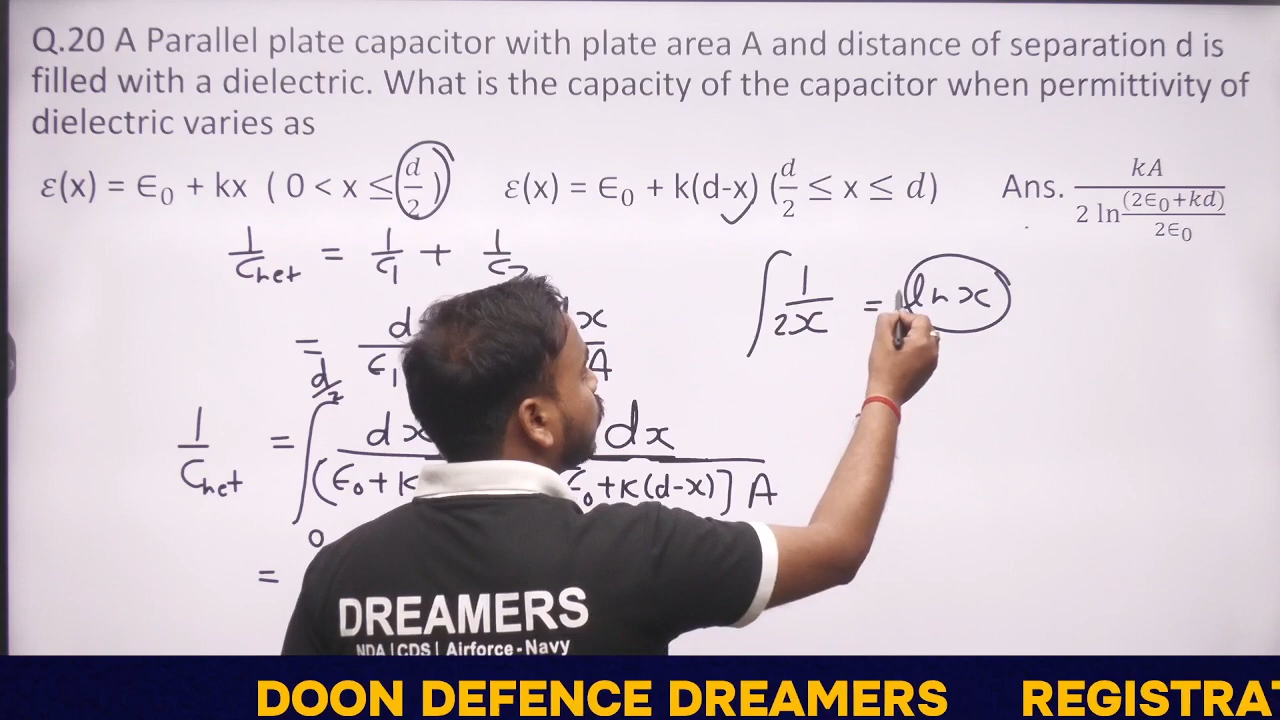 Q.20 A Parallel plate capacitor with plate area A and distance of separation d is
filled with a dielectric. What is the capacity of the capacitor when permittivity of
dielectric varies as
ε(x) = ∈₀ + kx ( 0 < x ≤ d/2 ) ε(x) = ∈₀ + k(d-x) (d/2 ≤ x ≤ d) Ans. kA / 2 ln (2∈₀+kd)/2∈₀
1/Cnet = 1/C₁ + 1/C₂
∫ 1/2x = ln x
= d / ε₁ x / A
1/Cnet = ∫ 0 d/2 dx / (ε₀+K dx / ε₀+K(d-x)] A
=
DREAMERS
NDA | CDS | Airforce - Navy
DOON DEFENCE DREAMERS REGISTRAT